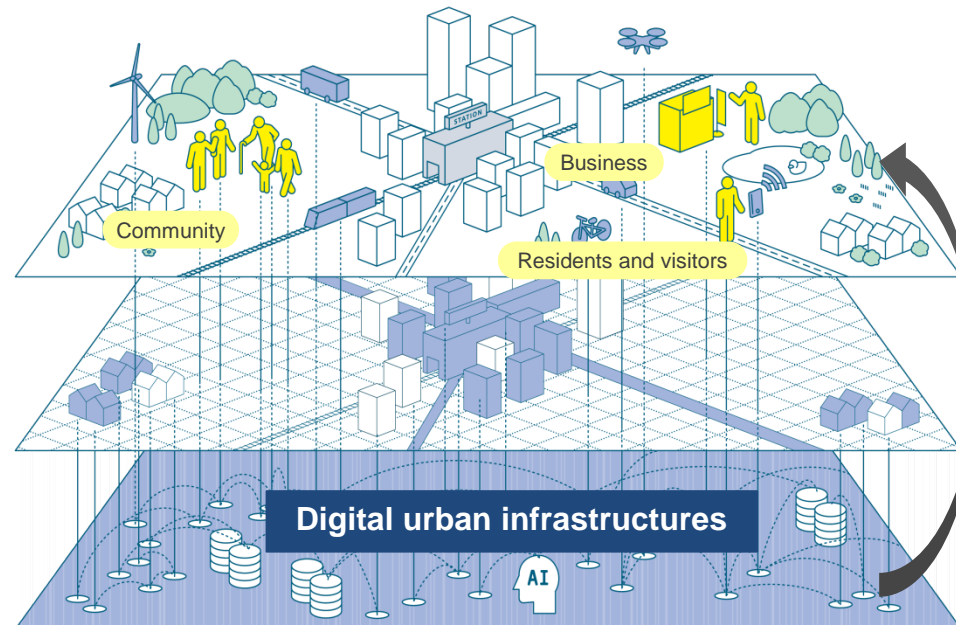 STATION
Business
Community
Residents and visitors
Digital urban infrastructures
AI